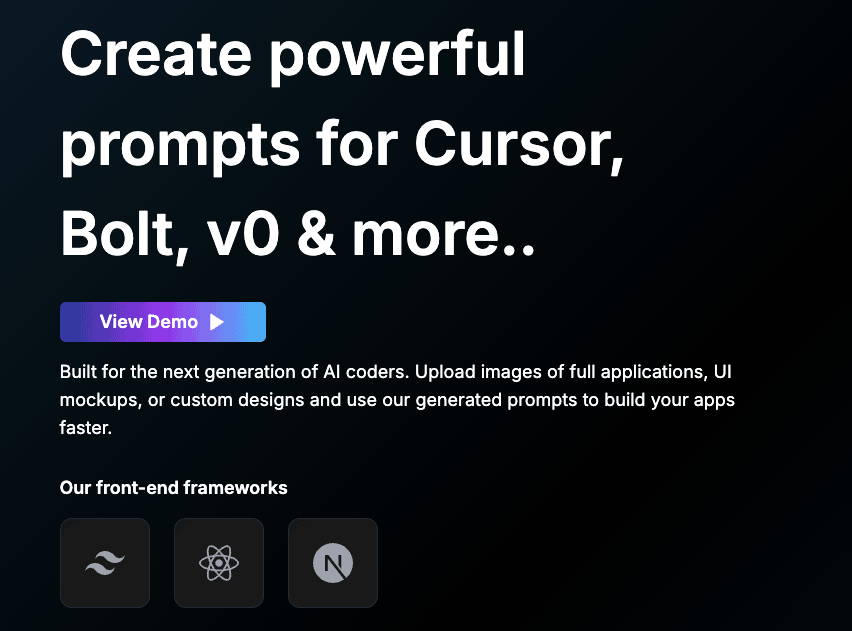 Create powerful
prompts for Cursor,
Bolt, v0 & more..
View Demo
Built for the next generation of AI coders. Upload images of full applications, UI
mockups, or custom designs and use our generated prompts to build your apps
faster.
Our front-end frameworks
N